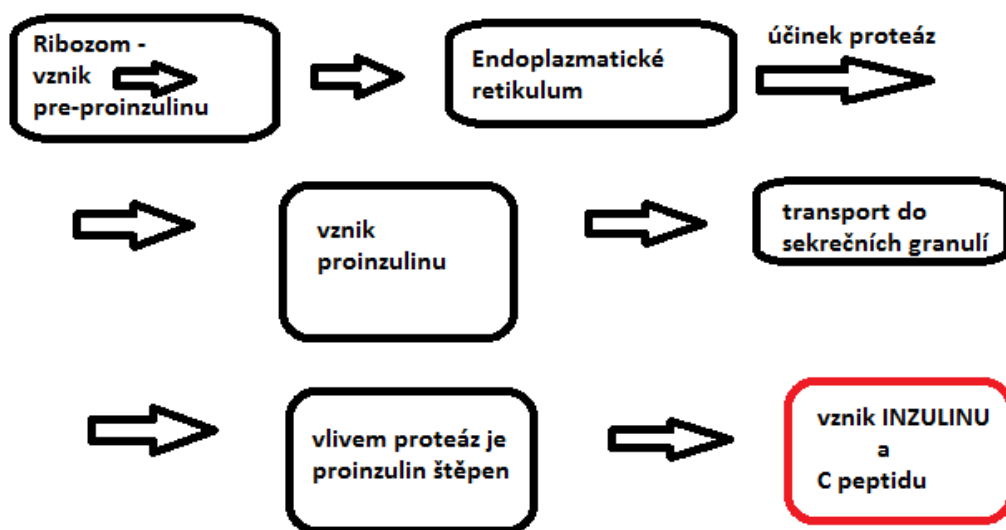 Ribozom -
vznik
pre-proinzulinu
Endoplazmatické
retikulum
účinek proteáz
vznik
proinzulinu
transport do
sekrečních granulí
vlivem proteáz je
proinzulin štěpen
vznik INZULINU
a
C peptidu